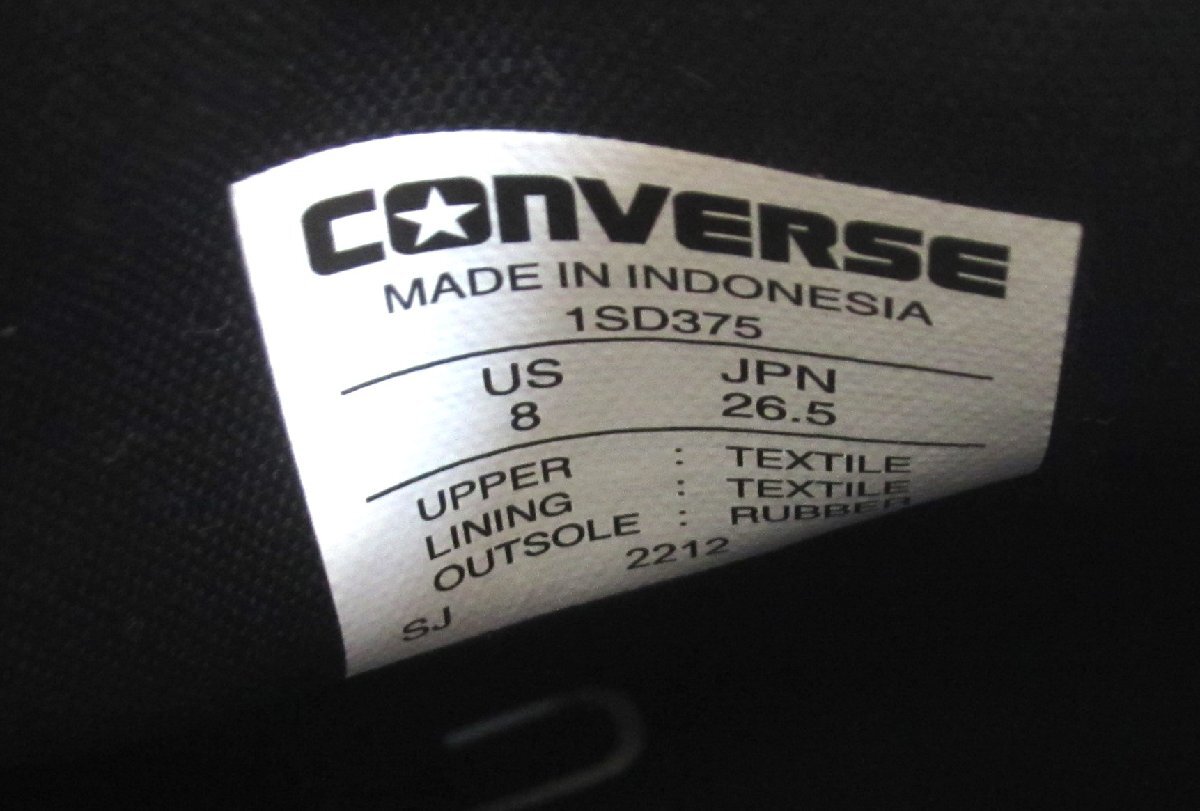 CONVERSE
MADE IN INDONESIA
1SD375
US JPN
8 26.5
UPPER : TEXTILE
LINING : TEXTILE
OUTSOLE : RUBBER
2212
SJ